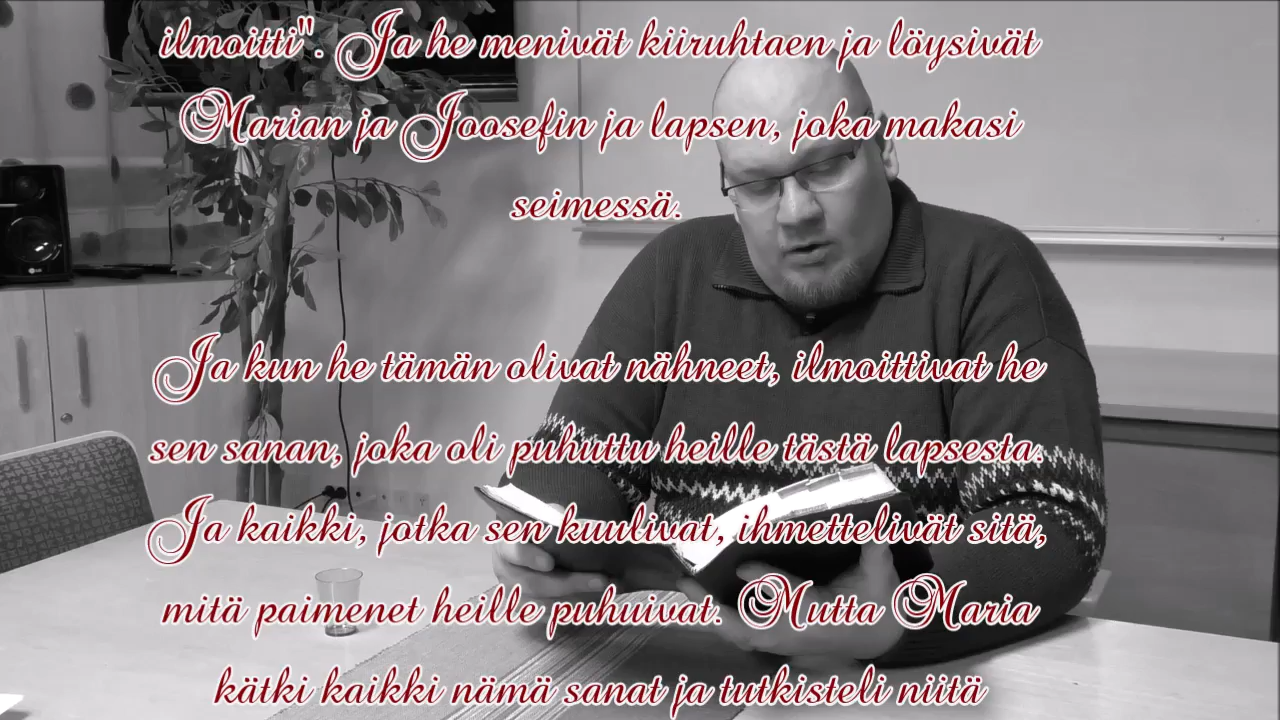 ilmoitti". Ja he menivät kiiruhtaen ja löysivät
Marian ja Joosefin ja lapsen, joka makasi
seimessä.
Ja kun he tämän olivat nähneet, ilmoittivat he
sen sanan, joka oli puhuttu heille tästä lapsesta.
Ja kaikki, jotka sen kuulivat, ihmettelivät sitä,
mitä paimenet heille puhuivat. Mutta Maria
kätki kaikki nämä sanat ja tutkisteli niitä
LG